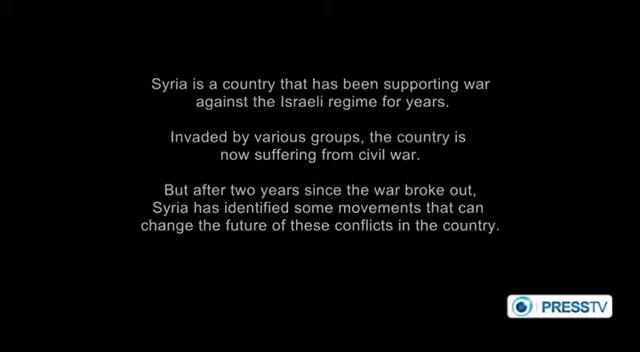 Syria is a country that has been supporting war
against the Israeli regime for years.
Invaded by various groups, the country is
now suffering from civil war.
But after two years since the war broke out,
Syria has identified some movements that can
change the future of these conflicts in the country.
PRESSTV